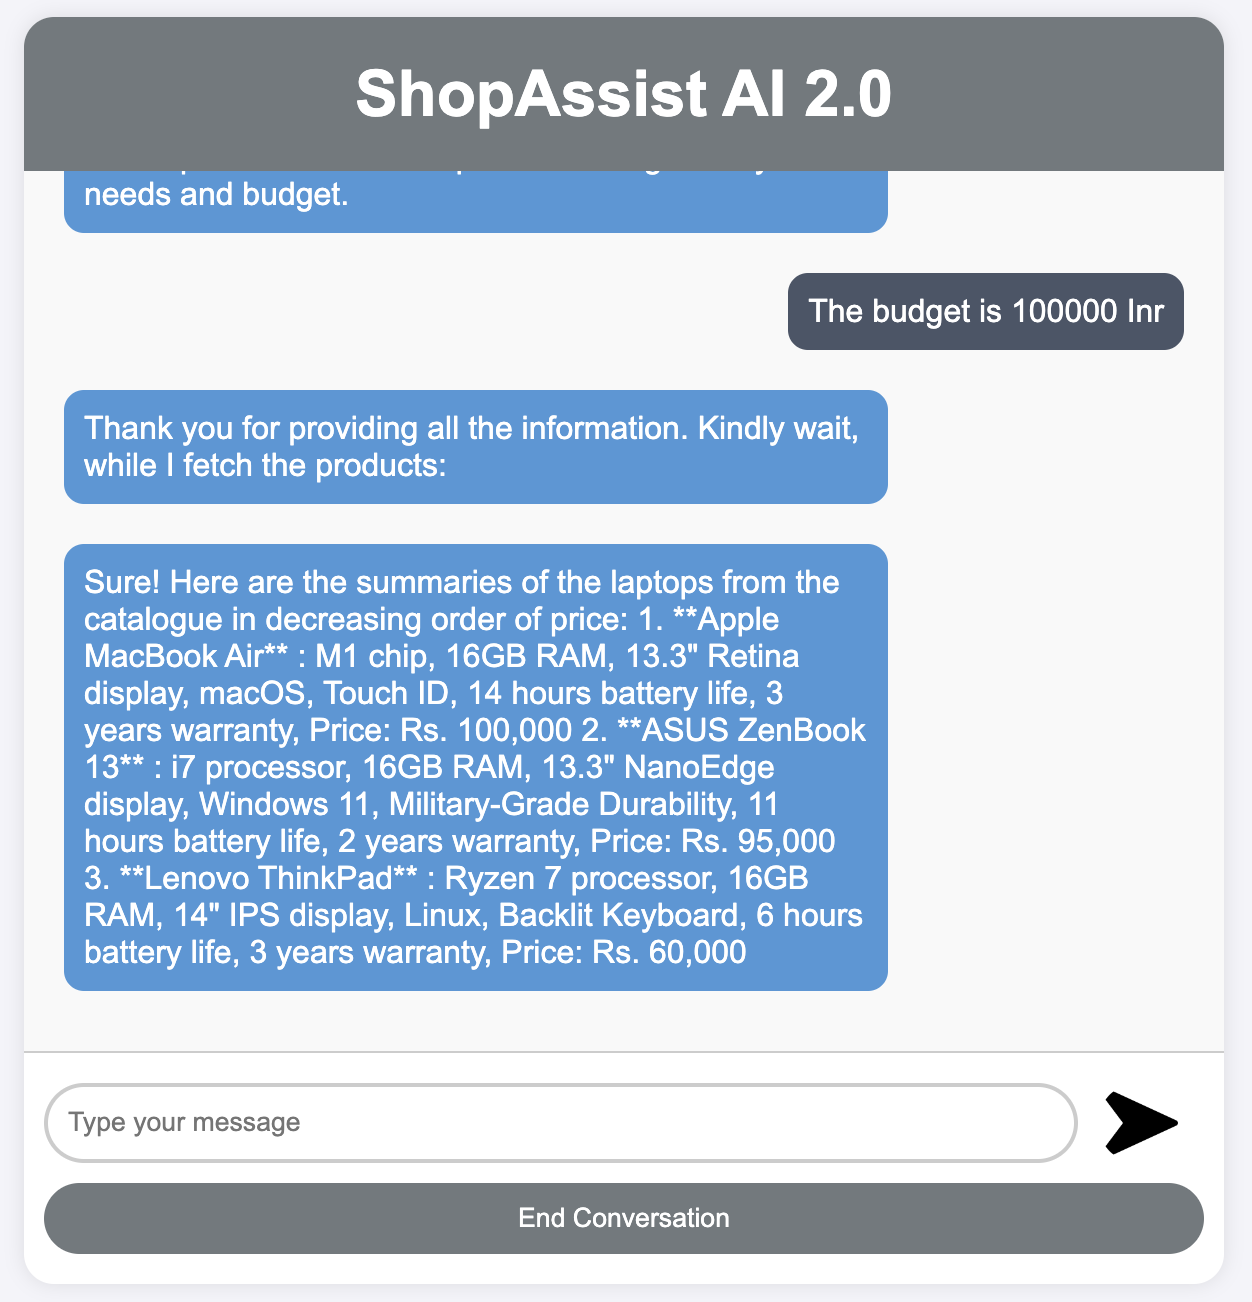 ShopAssist AI 2.0
needs and budget.
The budget is 100000 Inr
Thank you for providing all the information. Kindly wait,
while I fetch the products:
Sure! Here are the summaries of the laptops from the
catalogue in decreasing order of price: 1. **Apple
MacBook Air** : M1 chip, 16GB RAM, 13.3" Retina
display, macOS, Touch ID, 14 hours battery life, 3
years warranty, Price: Rs. 100,000 2. **ASUS ZenBook
13** : i7 processor, 16GB RAM, 13.3" NanoEdge
display, Windows 11, Military-Grade Durability, 11
hours battery life, 2 years warranty, Price: Rs. 95,000
3. **Lenovo ThinkPad** : Ryzen 7 processor, 16GB
RAM, 14" IPS display, Linux, Backlit Keyboard, 6 hours
battery life, 3 years warranty, Price: Rs. 60,000
Type your message
End Conversation